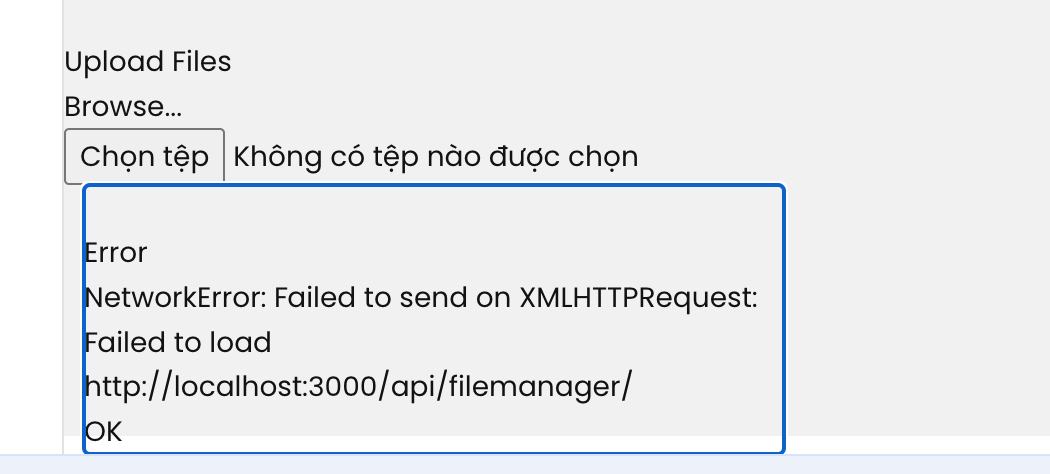 Upload Files
Browse...
Chọn tệp Không có tệp nào được chọn
Error
NetworkError: Failed to send on XMLHTTPRequest:
Failed to load
http://localhost:3000/api/filemanager/
OK